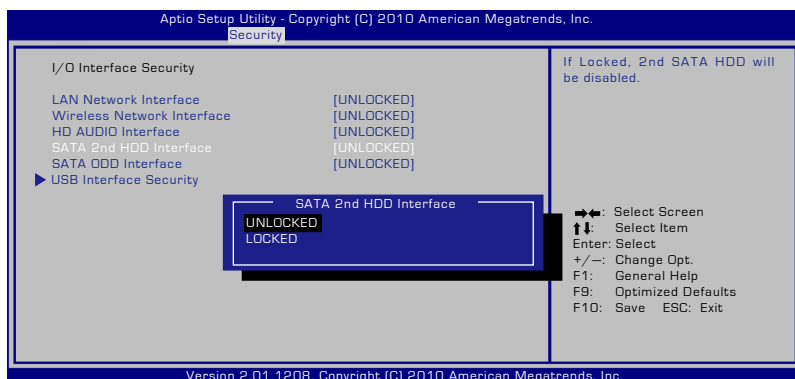 Aptio Setup Utility - Copyright (C) 2010 American Megatrends, Inc.
Security
I/O Interface Security
LAN Network Interface [UNLOCKED]
Wireless Network Interface [UNLOCKED]
HD AUDIO Interface [UNLOCKED]
SATA 2nd HDD Interface [UNLOCKED]
SATA ODD Interface [UNLOCKED]
USB Interface Security
SATA 2nd HDD Interface
UNLOCKED
LOCKED
If Locked, 2nd SATA HDD will
be disabled.
→←: Select Screen
↑↓: Select Item
Enter: Select
+/—: Change Opt.
F1: General Help
F9: Optimized Defaults
F10: Save ESC: Exit
Version 2.01.1208. Copyright (C) 2010 American Megatrends, Inc.